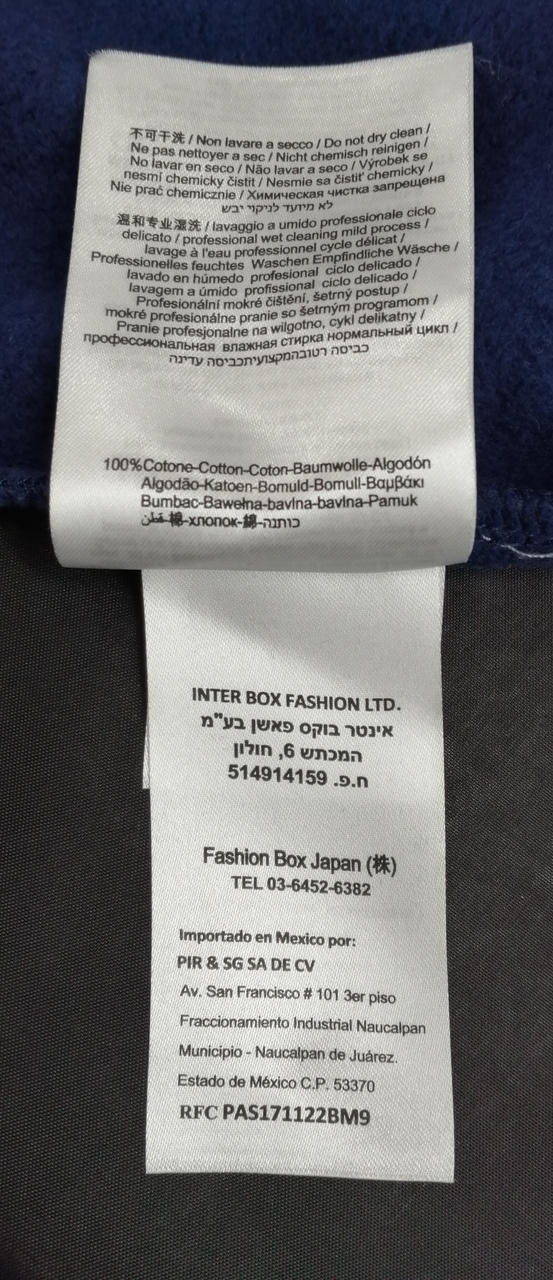 不可干洗 / Non lavare a secco / Do not dry clean /
Ne pas nettoyer a sec / Nicht chemisch reinigen /
No lavar en seco / Não lavar a seco / Výrobek se
nesmí chemicky čistit / Nesmie sa čistiť chemicky /
Nie prać chemicznie / Химическая чистка запрещена
לא מיועד לניקוי יבש
温和专业湿洗 / lavaggio a umido professionale ciclo
delicato / professional wet cleaning mild process /
lavage à l'eau professionnel cycle délicat /
Professionelles feuchtes Waschen Empfindliche Wäsche /
lavado en húmedo profesional ciclo delicado /
lavagem a úmido profissional ciclo delicado /
Profesionální mokré čištění, šetrný postup /
mokré profesionálne pranie so šetrným programom /
Pranie profesjonalne na wilgotno, cykl delikatny /
профессиональная влажная стирка нормальный цикл /
כביסה רטובהמקצועיתכביסה עדינה
100%Cotone-Cotton-Coton-Baumwolle-Algodón
Algodão-Katoen-Bomuld-Bomull-Βαμβάκι
Bumbac-Bawełna-bavlna-bavlna-Pamuk
قطن-棉-хлопок-綿-כותנה
INTER BOX FASHION LTD.
אינטר בוקס פאשן בע"מ
המכתש 6, חולון
ח.פ. 514914159
Fashion Box Japan (株)
TEL 03-6452-6382
Importado en Mexico por:
PIR & SG SA DE CV
Av. San Francisco # 101 3er piso
Fraccionamiento Industrial Naucalpan
Municipio - Naucalpan de Juárez.
Estado de México C.P. 53370
RFC PAS171122BM9